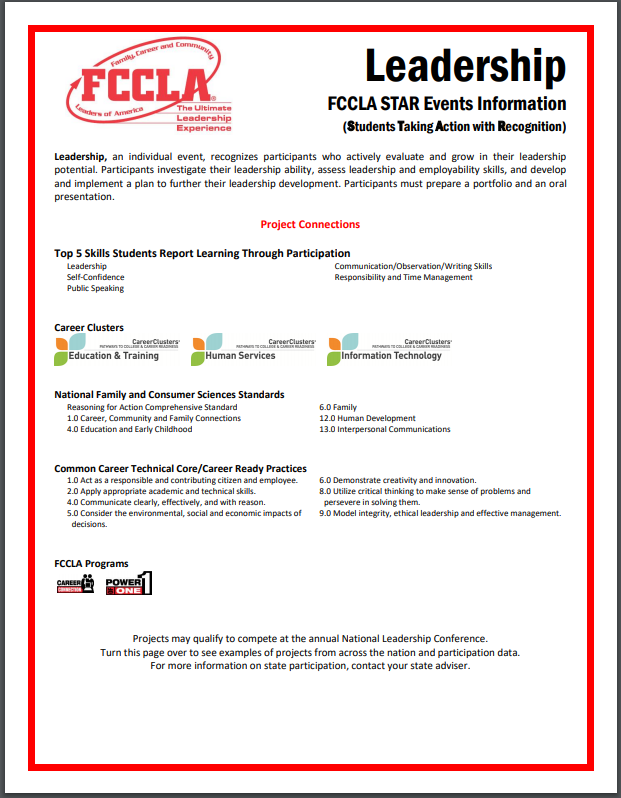 Family, Career and Community
FCCLA®
Leaders of America
The Ultimate
Leadership
Experience
Leadership
FCCLA STAR Events Information
(Students Taking Action with Recognition)
Leadership, an individual event, recognizes participants who actively evaluate and grow in their leadership
potential. Participants investigate their leadership ability, assess leadership and employability skills, and develop
and implement a plan to further their leadership development. Participants must prepare a portfolio and an oral
presentation.
Project Connections
Top 5 Skills Students Report Learning Through Participation
Leadership
Self-Confidence
Public Speaking
Communication/Observation/Writing Skills
Responsibility and Time Management
Career Clusters
CareerClusters®
PATHWAYS TO COLLEGE & CAREER READINESS
Education & Training
CareerClusters®
PATHWAYS TO COLLEGE & CAREER READINESS
Human Services
CareerClusters®
PATHWAYS TO COLLEGE & CAREER READINESS
Information Technology
National Family and Consumer Sciences Standards
Reasoning for Action Comprehensive Standard
1.0 Career, Community and Family Connections
4.0 Education and Early Childhood
6.0 Family
12.0 Human Development
13.0 Interpersonal Communications
Common Career Technical Core/Career Ready Practices
1.0 Act as a responsible and contributing citizen and employee.
2.0 Apply appropriate academic and technical skills.
4.0 Communicate clearly, effectively, and with reason.
5.0 Consider the environmental, social and economic impacts of
decisions.
6.0 Demonstrate creativity and innovation.
8.0 Utilize critical thinking to make sense of problems and
persevere in solving them.
9.0 Model integrity, ethical leadership and effective management.
FCCLA Programs
CAREER
CONNECTION
POWER
OF ONE
1
Projects may qualify to compete at the annual National Leadership Conference.
Turn this page over to see examples of projects from across the nation and participation data.
For more information on state participation, contact your state adviser.